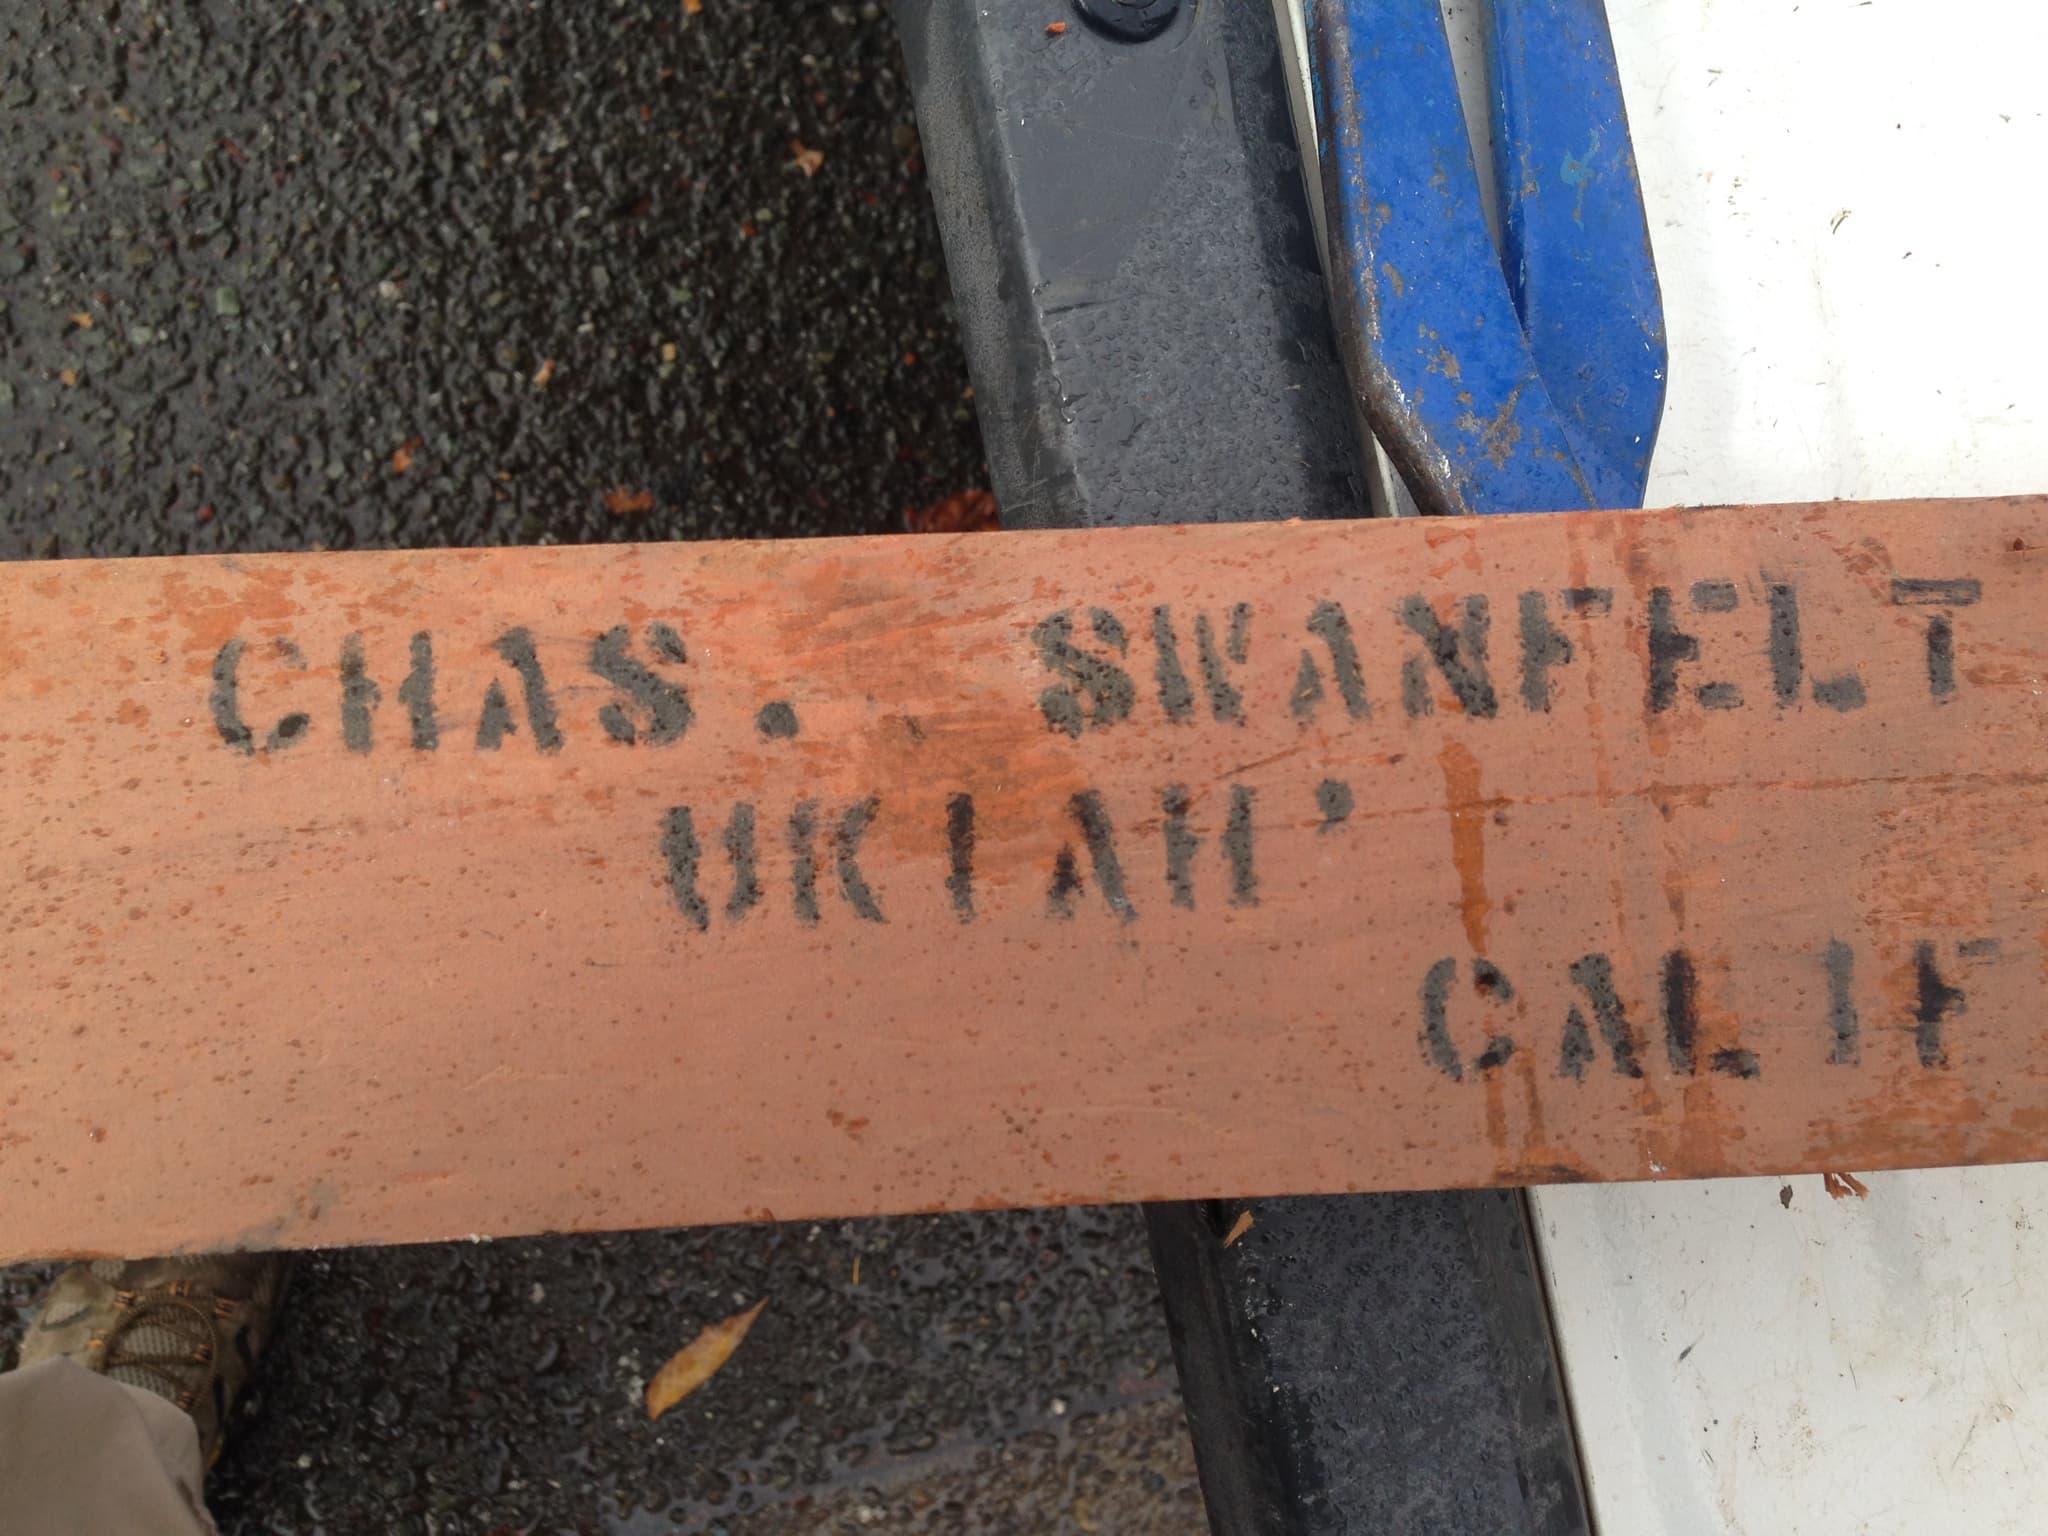 CHAS. SWANFELT
UKIAH'
CALIF